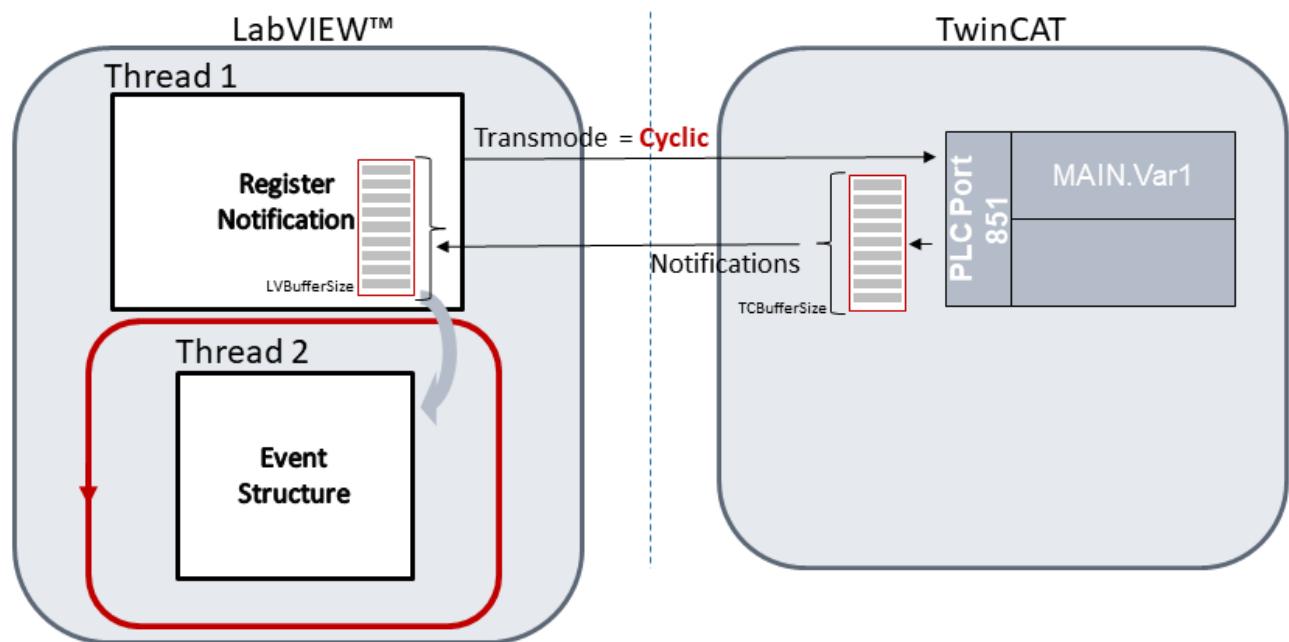 LabVIEW™
TwinCAT
Thread 1
Transmode = Cyclic
Register
Notification
LVBufferSize
Notifications
TCBufferSize
PLC Port
851
MAIN.Var1
Thread 2
Event
Structure